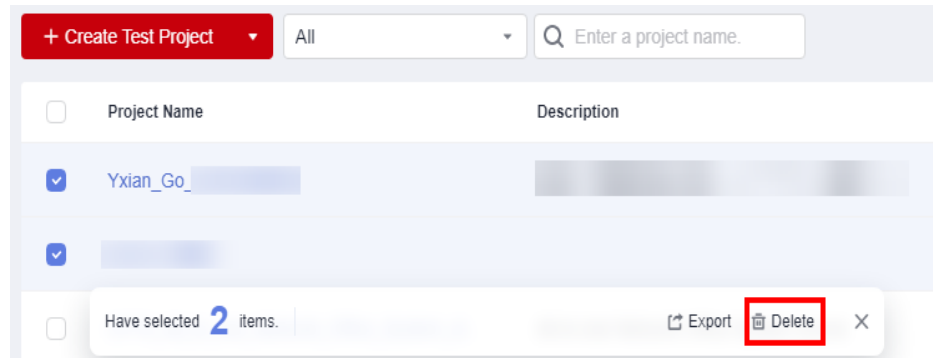 + Create Test Project All Enter a project name.
Project Name Description
Yxian_Go_
Have selected 2 items. Export Delete